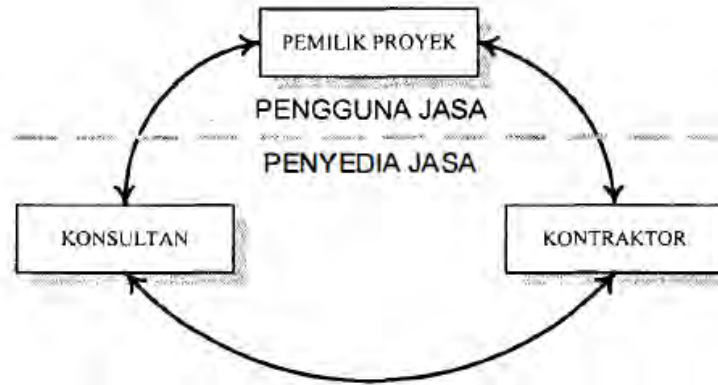 PEMILIK PROYEK
PENGGUNA JASA
PENYEDIA JASA
KONSULTAN
KONTRAKTOR